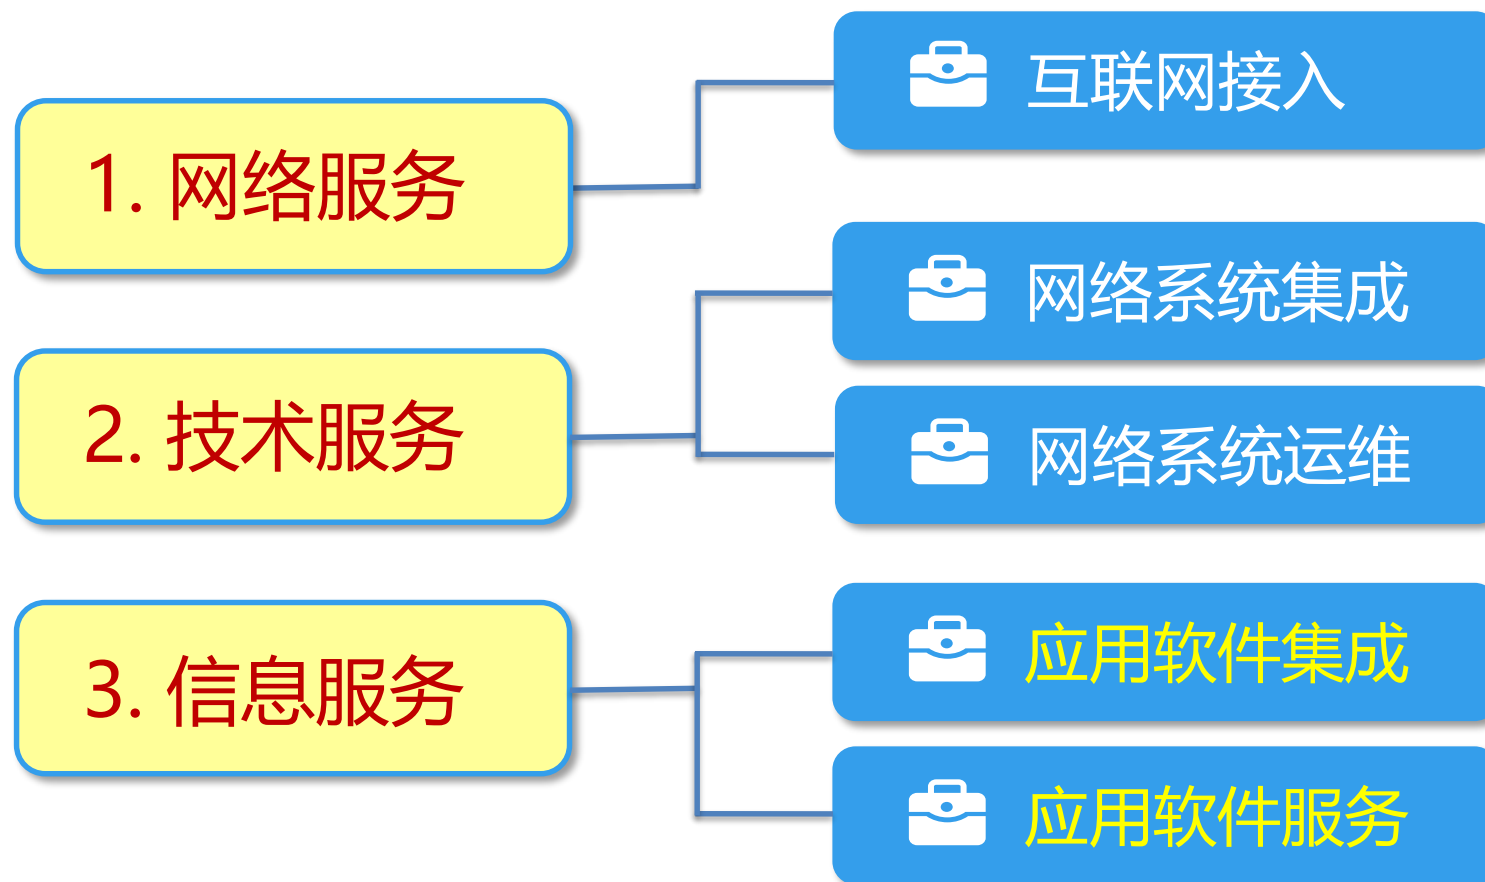 1. 网络服务
互联网接入
2. 技术服务
网络系统集成
网络系统运维
3. 信息服务
应用软件集成
应用软件服务